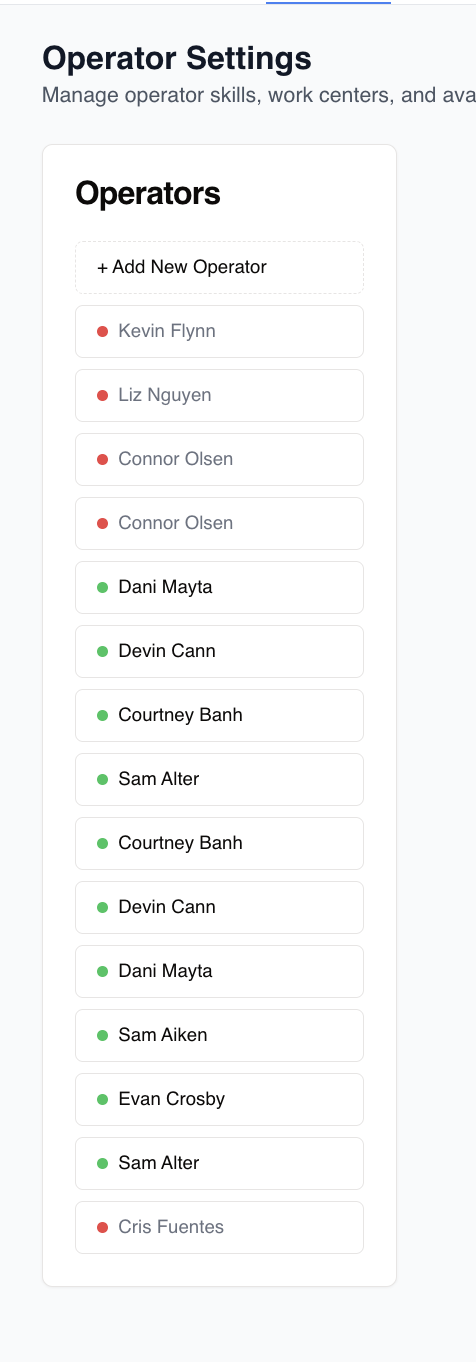 Operator Settings
Manage operator skills, work centers, and ava
Operators
+ Add New Operator
Kevin Flynn
Liz Nguyen
Connor Olsen
Connor Olsen
Dani Mayta
Devin Cann
Courtney Banh
Sam Alter
Courtney Banh
Devin Cann
Dani Mayta
Sam Aiken
Evan Crosby
Sam Alter
Cris Fuentes